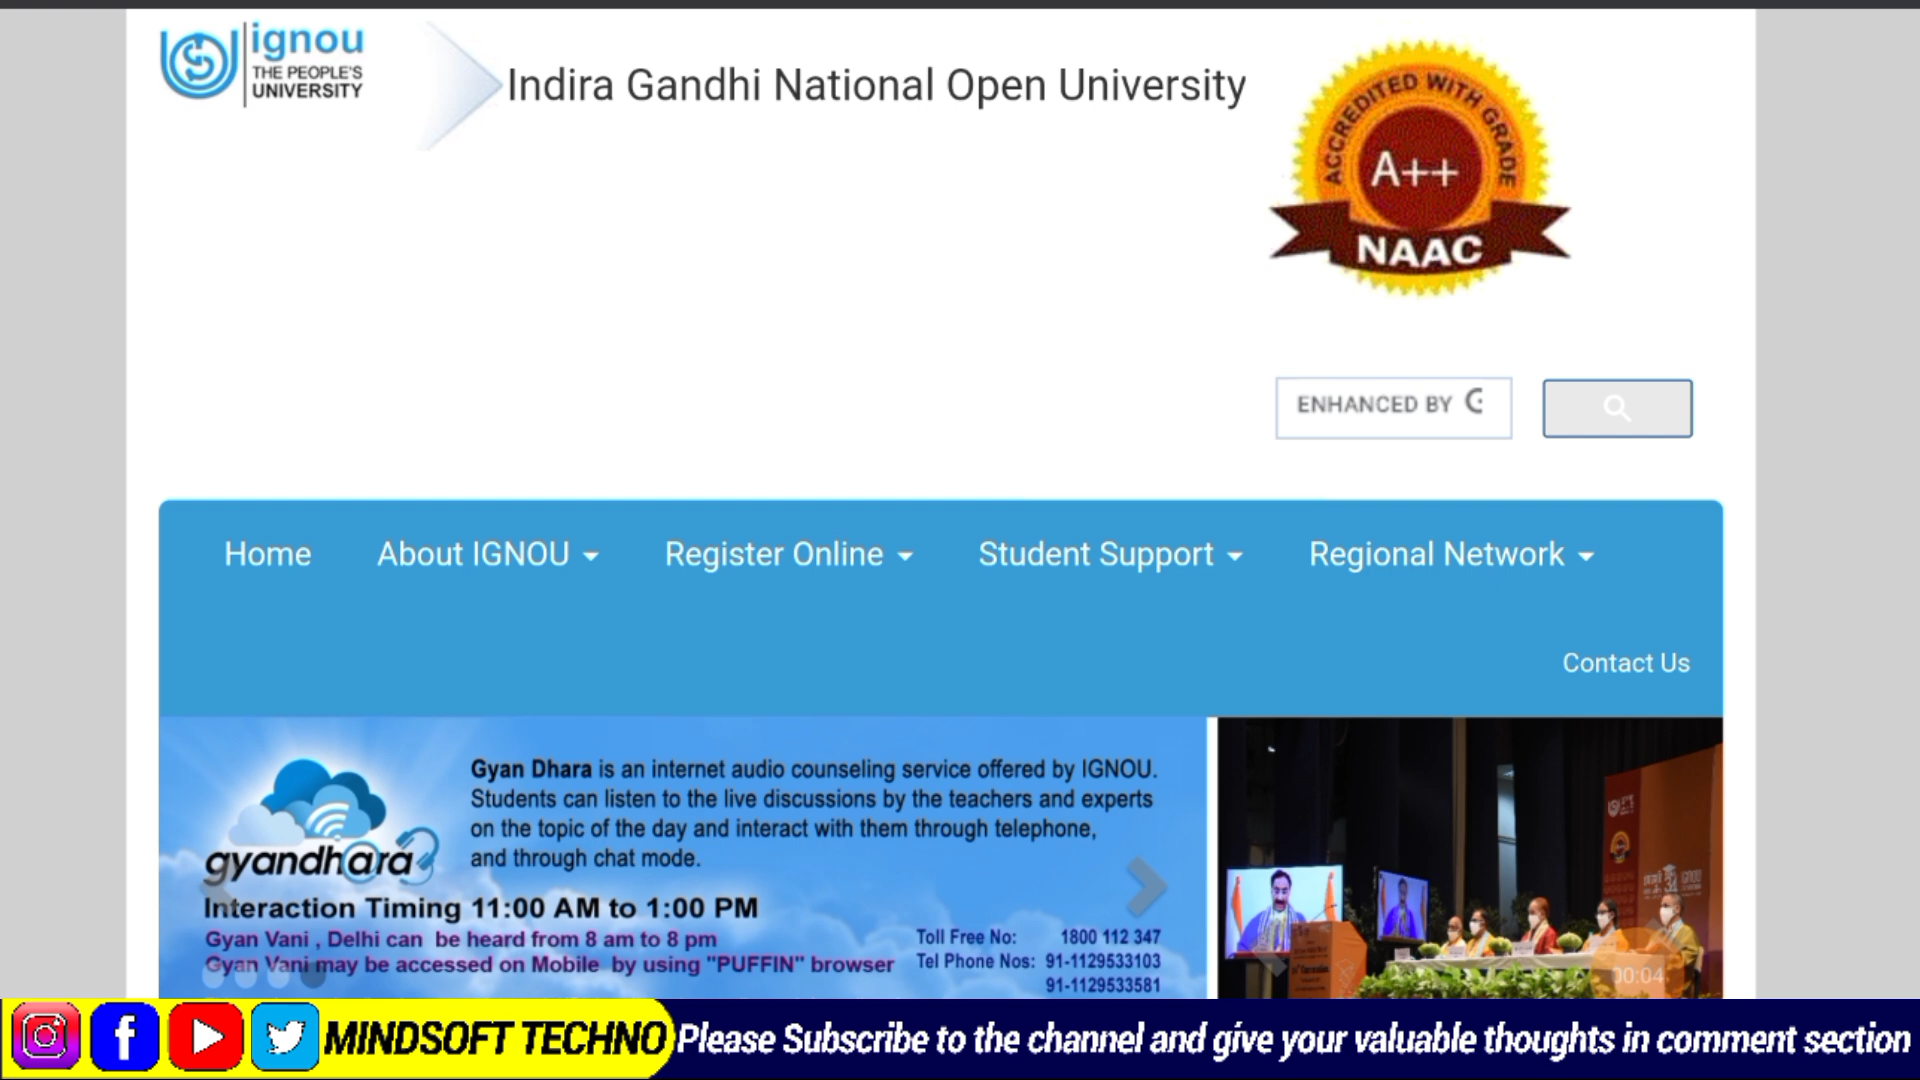 ignou
THE PEOPLE'S
UNIVERSITY
Indira Gandhi National Open University
ACCREDITED WITH GRADE
A++
NAAC
ENHANCED BY G
Home
About IGNOU
Register Online
Student Support
Regional Network
Contact Us
Gyan Dhara is an internet audio counseling service offered by IGNOU.
Students can listen to the live discussions by the teachers and experts
on the topic of the day and interact with them through telephone,
and through chat mode.
gyandhara
Interaction Timing 11:00 AM to 1:00 PM
Gyan Vani , Delhi can be heard from 8 am to 8 pm
Gyan Vani may be accessed on Mobile by using "PUFFIN" browser
Toll Free No: 1800 112 347
Tel Phone Nos: 91-1129533103
91-1129533581
00:04
MINDSOFT TECHNO
Please Subscribe to the channel and give your valuable thoughts in comment section